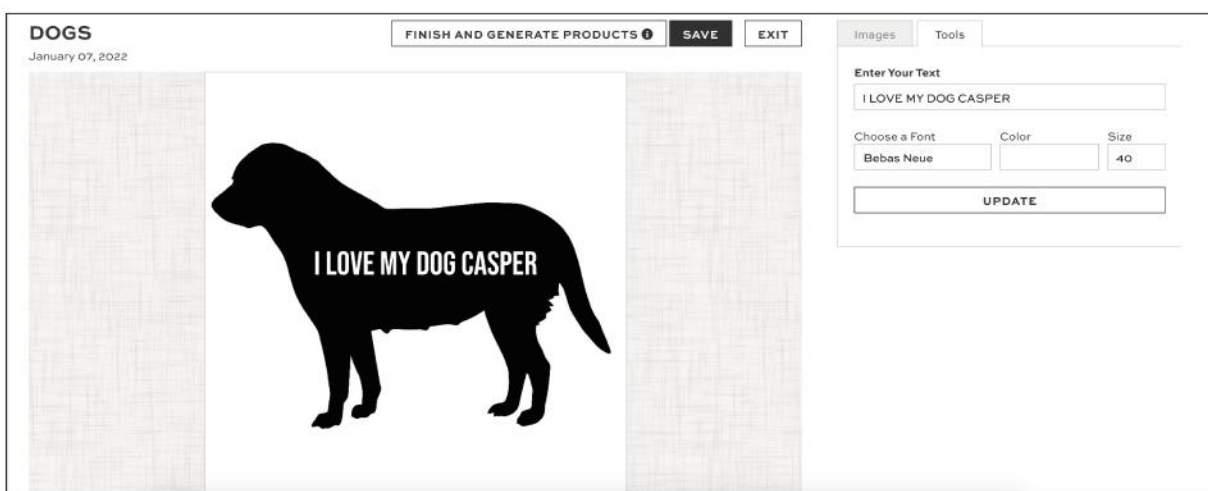 DOGS
FINISH AND GENERATE PRODUCTS
SAVE
EXIT
January 07, 2022
Images
Tools
Enter Your Text
I LOVE MY DOG CASPER
Choose a Font
Color
Size
Bebas Neue
40
UPDATE
I LOVE MY DOG CASPER